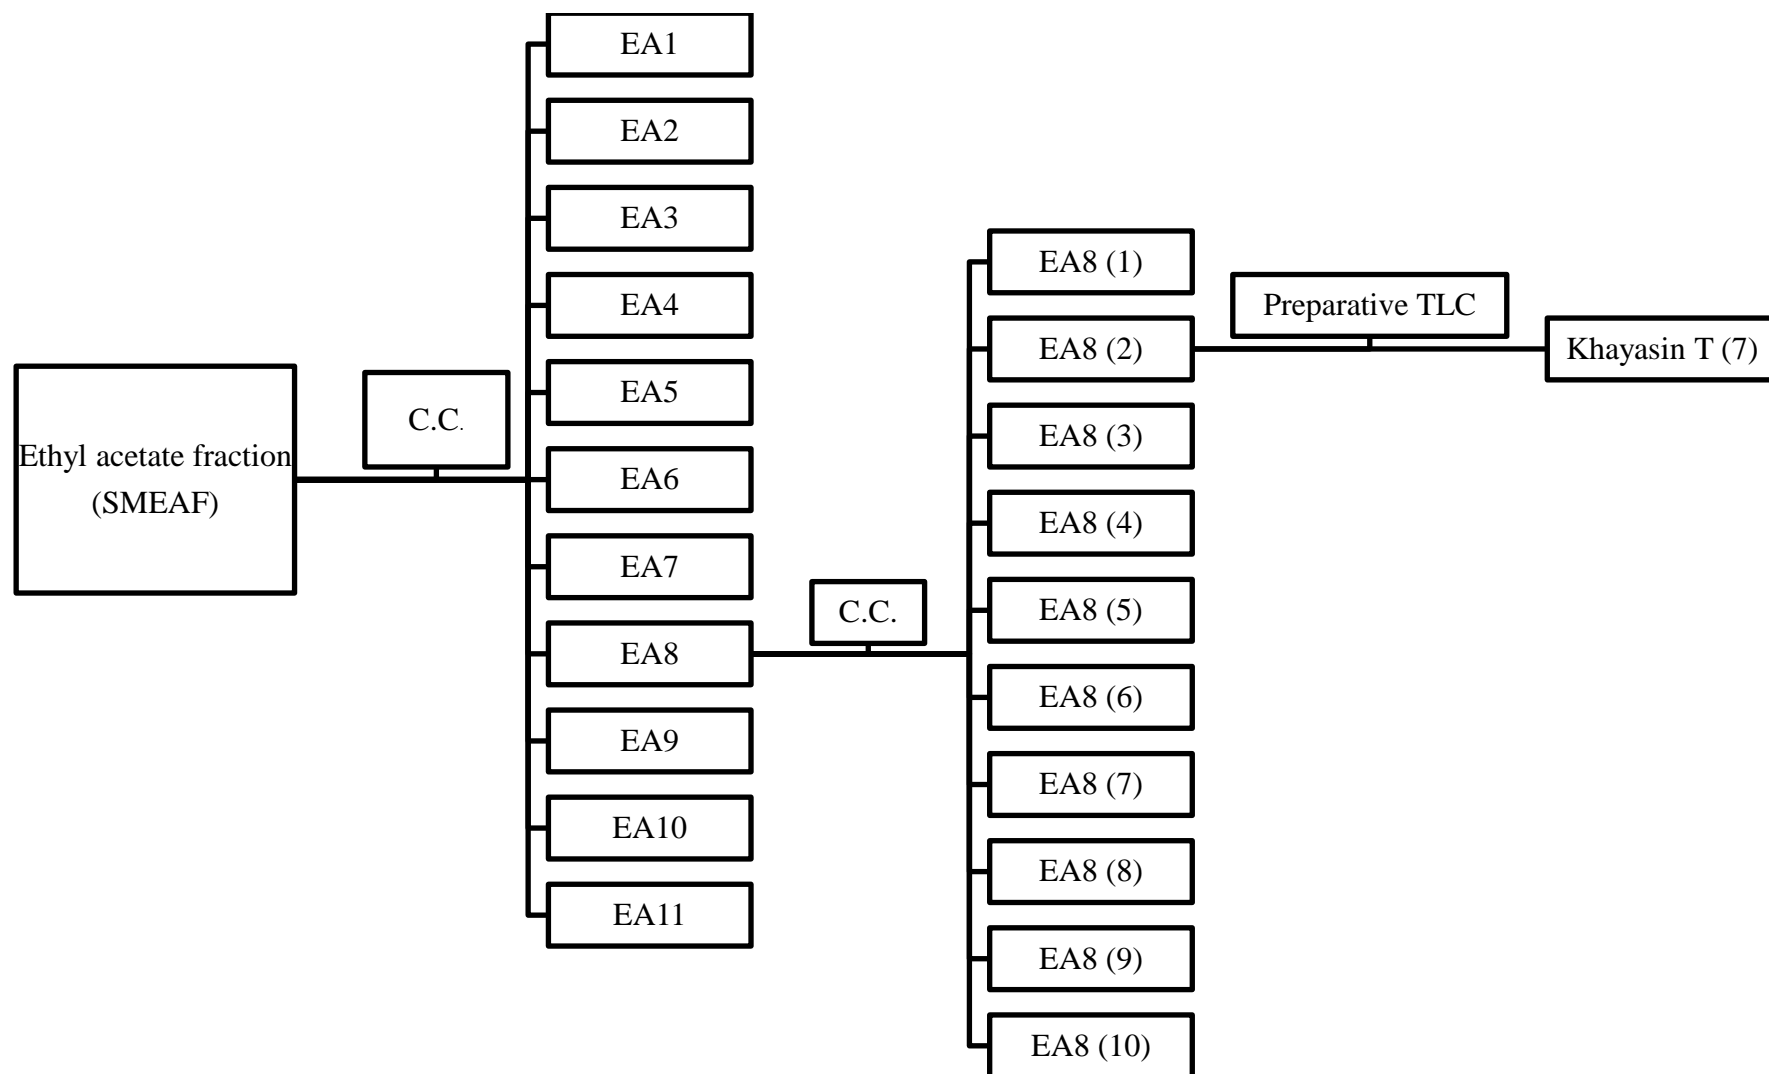 Ethyl acetate fraction
(SMEAF)
C.C.
EA1
EA2
EA3
EA4
EA5
EA6
EA7
EA8
EA9
EA10
EA11
C.C.
EA8 (1)
EA8 (2)
EA8 (3)
EA8 (4)
EA8 (5)
EA8 (6)
EA8 (7)
EA8 (8)
EA8 (9)
EA8 (10)
Preparative TLC
Khayasin T (7)